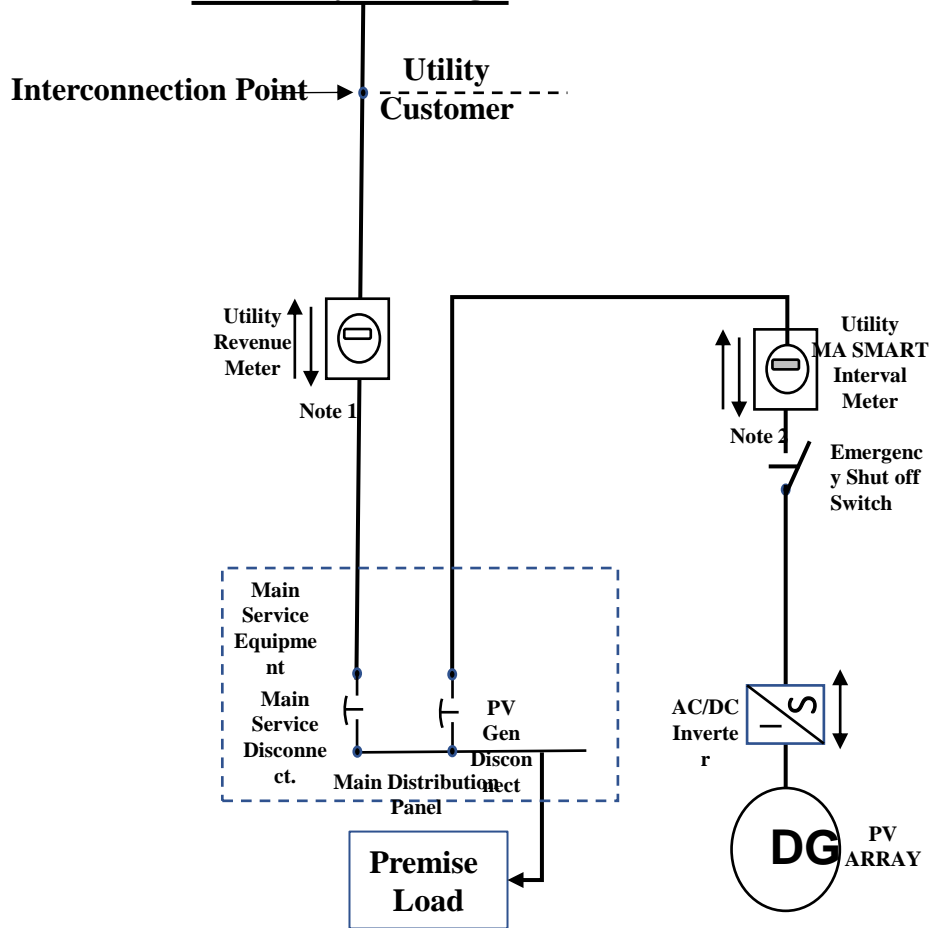 Interconnection Point
Utility
Customer
Utility
Revenue
Meter
Note 1
Utility
MA SMART
Interval
Meter
Note 2
Emergenc
y Shut off
Switch
Main
Service
Equipme
nt
Main
Service
Disconne
ct.
PV
Gen
Discon
nect
Main Distribution
Panel
AC/DC
Inverte
r
Premise
Load
DG
PV
ARRAY